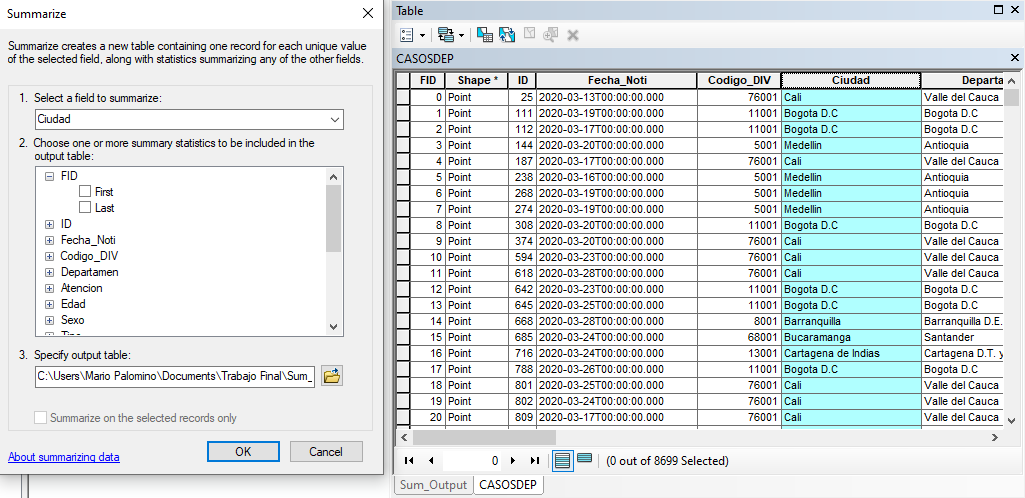 Summarize
Summarize creates a new table containing one record for each unique value
of the selected field, along with statistics summarizing any of the other fields.
1. Select a field to summarize:
Ciudad
2. Choose one or more summary statistics to be included in the
output table:
FID
First
Last
ID
Fecha_Noti
Codigo_DIV
Departamen
Atencion
Edad
Sexo
3. Specify output table:
C:\Users\Mario Palomino\Documents\Trabajo Final\Sum_
Summarize on the selected records only
About summarizing data
OK
Cancel
Table
CASOSDEP
FID Shape * ID Fecha_Noti Codigo_DIV Ciudad Departa
0 Point 25 2020-03-13T00:00:00.000 76001 Cali Valle del Cauca
1 Point 111 2020-03-19T00:00:00.000 11001 Bogota D.C Bogota D.C
2 Point 112 2020-03-17T00:00:00.000 11001 Bogota D.C Bogota D.C
3 Point 144 2020-03-20T00:00:00.000 5001 Medellin Antioquia
4 Point 187 2020-03-17T00:00:00.000 76001 Cali Valle del Cauca
5 Point 238 2020-03-16T00:00:00.000 5001 Medellin Antioquia
6 Point 268 2020-03-19T00:00:00.000 5001 Medellin Antioquia
7 Point 274 2020-03-19T00:00:00.000 5001 Medellin Antioquia
8 Point 308 2020-03-20T00:00:00.000 11001 Bogota D.C Bogota D.C
9 Point 374 2020-03-20T00:00:00.000 76001 Cali Valle del Cauca
10 Point 594 2020-03-23T00:00:00.000 76001 Cali Valle del Cauca
11 Point 618 2020-03-28T00:00:00.000 76001 Cali Valle del Cauca
12 Point 642 2020-03-23T00:00:00.000 11001 Bogota D.C Bogota D.C
13 Point 645 2020-03-25T00:00:00.000 11001 Bogota D.C Bogota D.C
14 Point 668 2020-03-28T00:00:00.000 8001 Barranquilla Barranquilla D.E.
15 Point 685 2020-03-24T00:00:00.000 68001 Bucaramanga Santander
16 Point 716 2020-03-24T00:00:00.000 13001 Cartagena de Indias Cartagena D.T. y
17 Point 788 2020-03-26T00:00:00.000 11001 Bogota D.C Bogota D.C
18 Point 801 2020-03-25T00:00:00.000 76001 Cali Valle del Cauca
19 Point 802 2020-03-24T00:00:00.000 76001 Cali Valle del Cauca
20 Point 809 2020-03-17T00:00:00.000 76001 Cali Valle del Cauca
0 (0 out of 8699 Selected)
Sum_Output CASOSDEP